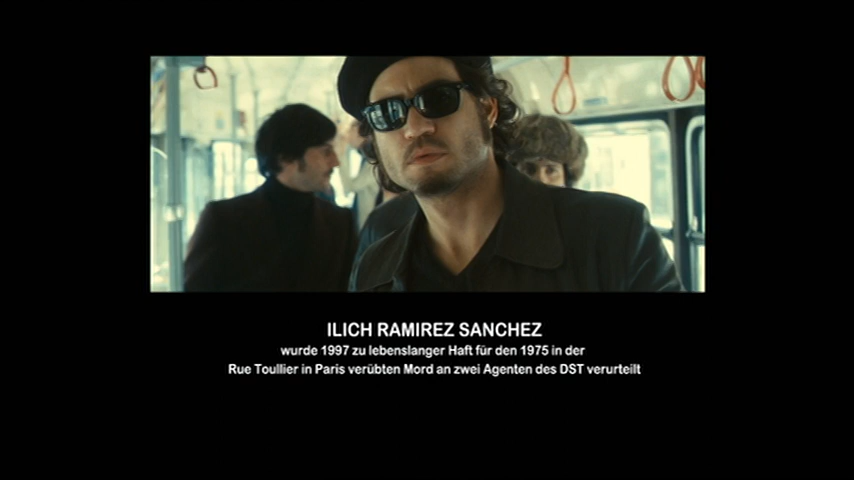 ILICH RAMIREZ SANCHEZ
wurde 1997 zu lebenslanger Haft für den 1975 in der
Rue Toullier in Paris verübten Mord an zwei Agenten des DST verurteilt